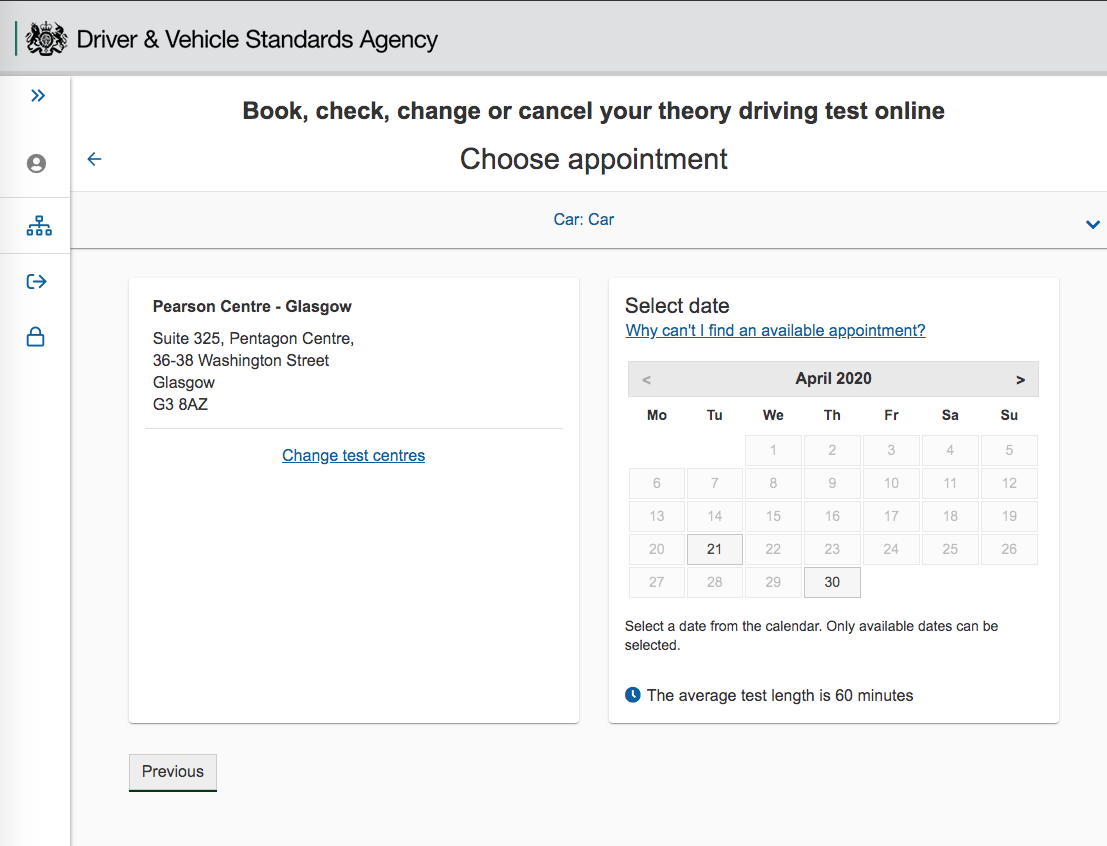 Driver & Vehicle Standards Agency
Book, check, change or cancel your theory driving test online
Choose appointment
Car: Car
Pearson Centre - Glasgow
Suite 325, Pentagon Centre,
36-38 Washington Street
Glasgow
G3 8AZ
Change test centres
Select date
Why can't I find an available appointment?
< April 2020 >
Mo Tu We Th Fr Sa Su
1 2 3 4 5
6 7 8 9 10 11 12
13 14 15 16 17 18 19
20 21 22 23 24 25 26
27 28 29 30
Select a date from the calendar. Only available dates can be
selected.
The average test length is 60 minutes
Previous